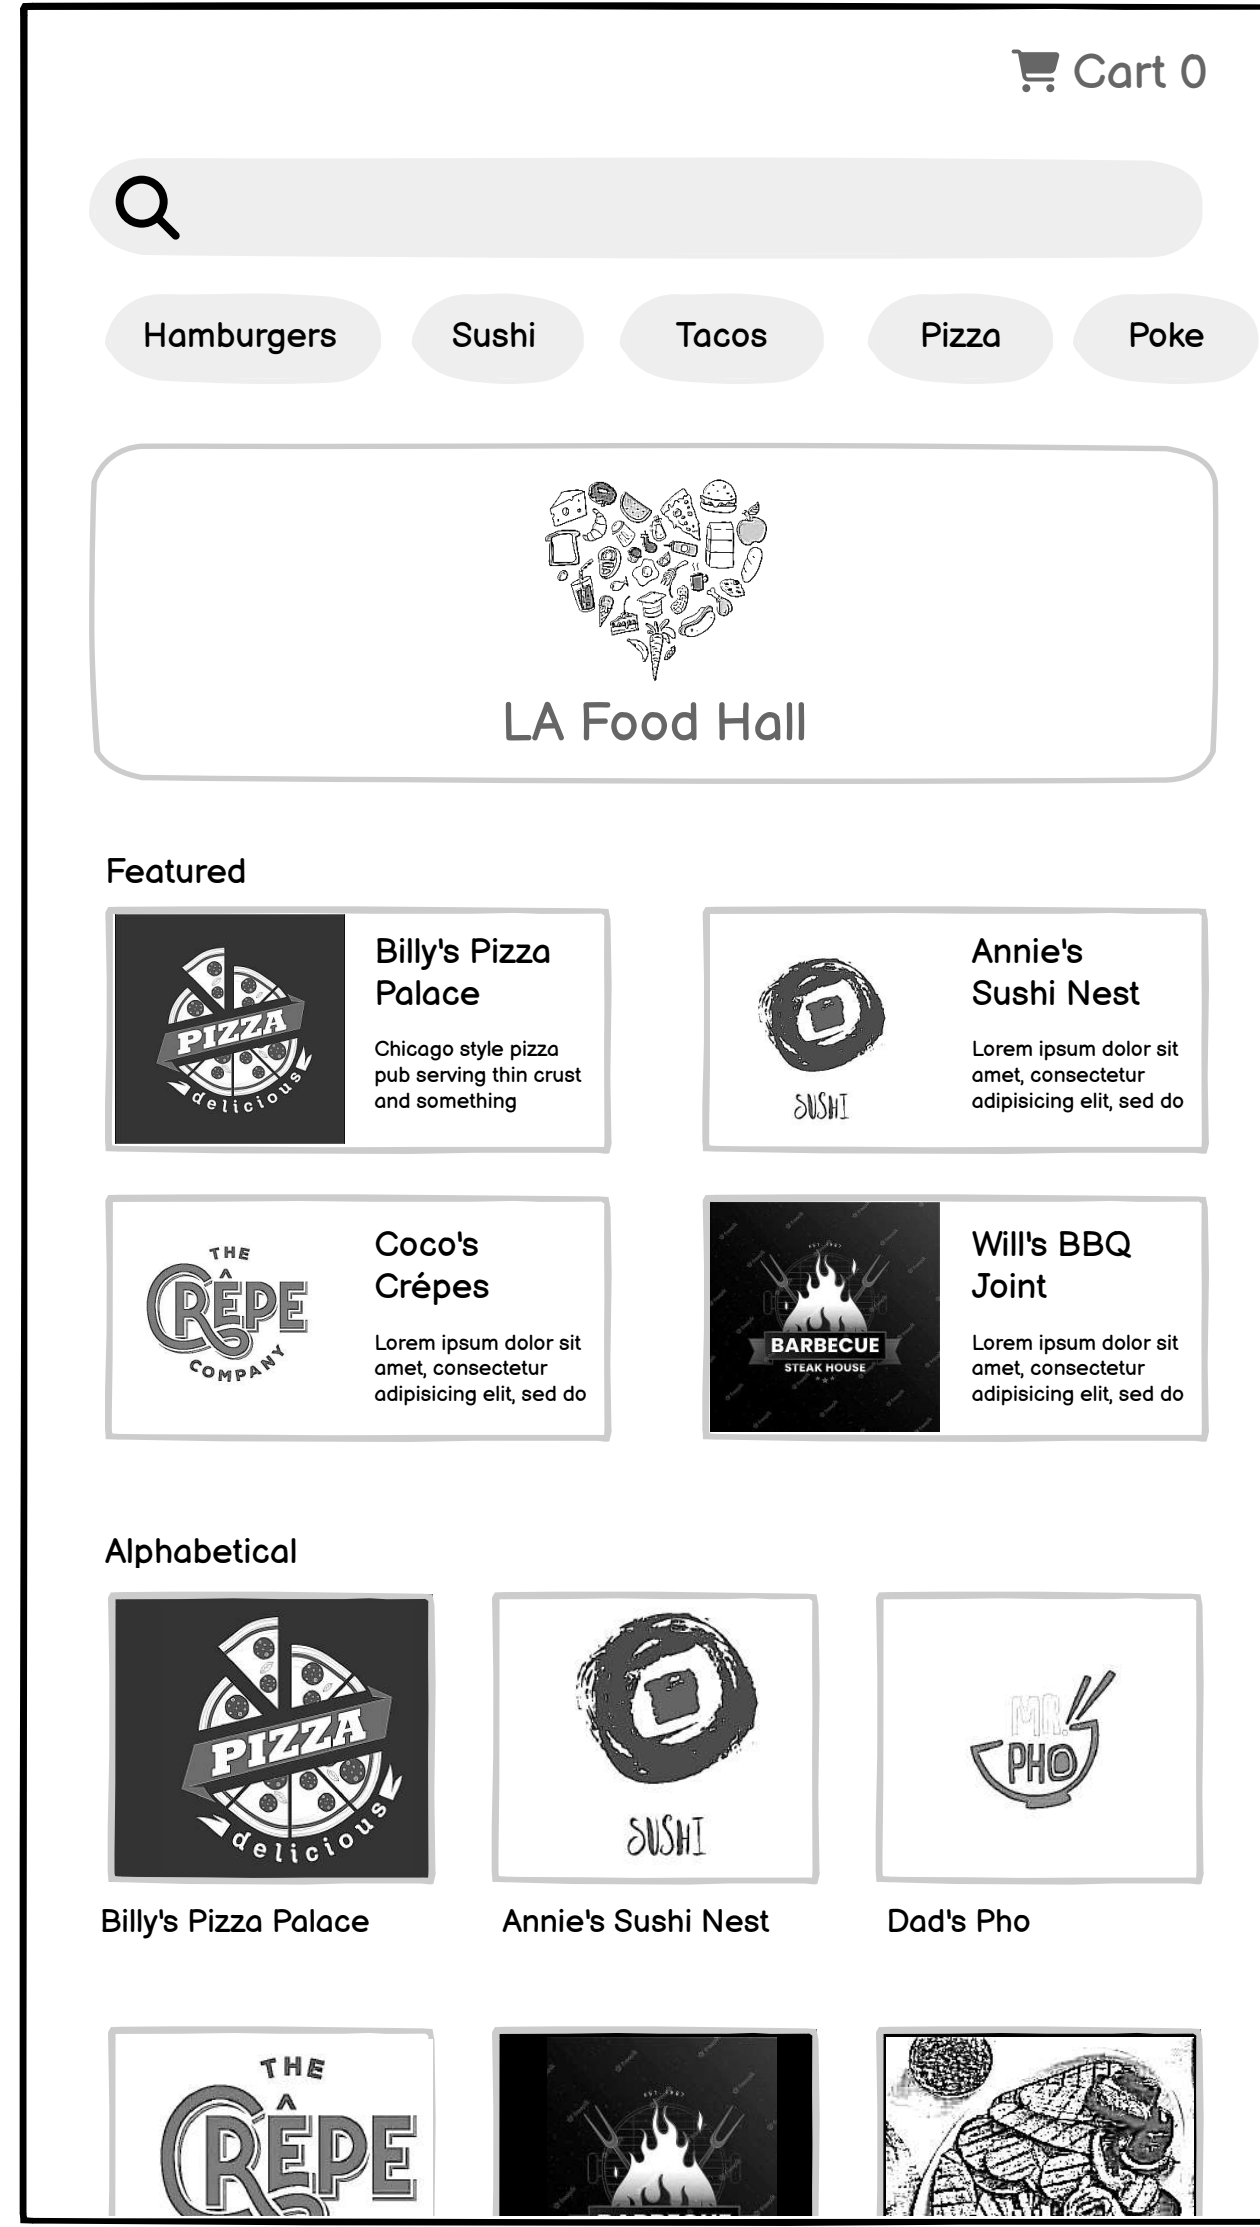 Cart 0
Hamburgers
Sushi
Tacos
Pizza
Poke
LA Food Hall
Featured
PIZZA
delicious
Billy's Pizza
Palace
Chicago style pizza
pub serving thin crust
and something
SUSHI
Annie's
Sushi Nest
Lorem ipsum dolor sit
amet, consectetur
adipisicing elit, sed do
THE
CRÊPE
COMPANY
Coco's
Crépes
Lorem ipsum dolor sit
amet, consectetur
adipisicing elit, sed do
BARBECUE
STEAK HOUSE
Will's BBQ
Joint
Lorem ipsum dolor sit
amet, consectetur
adipisicing elit, sed do
Alphabetical
PIZZA
delicious
SUSHI
MR.
PHO
Billy's Pizza Palace
Annie's Sushi Nest
Dad's Pho
THE
CRÊPE